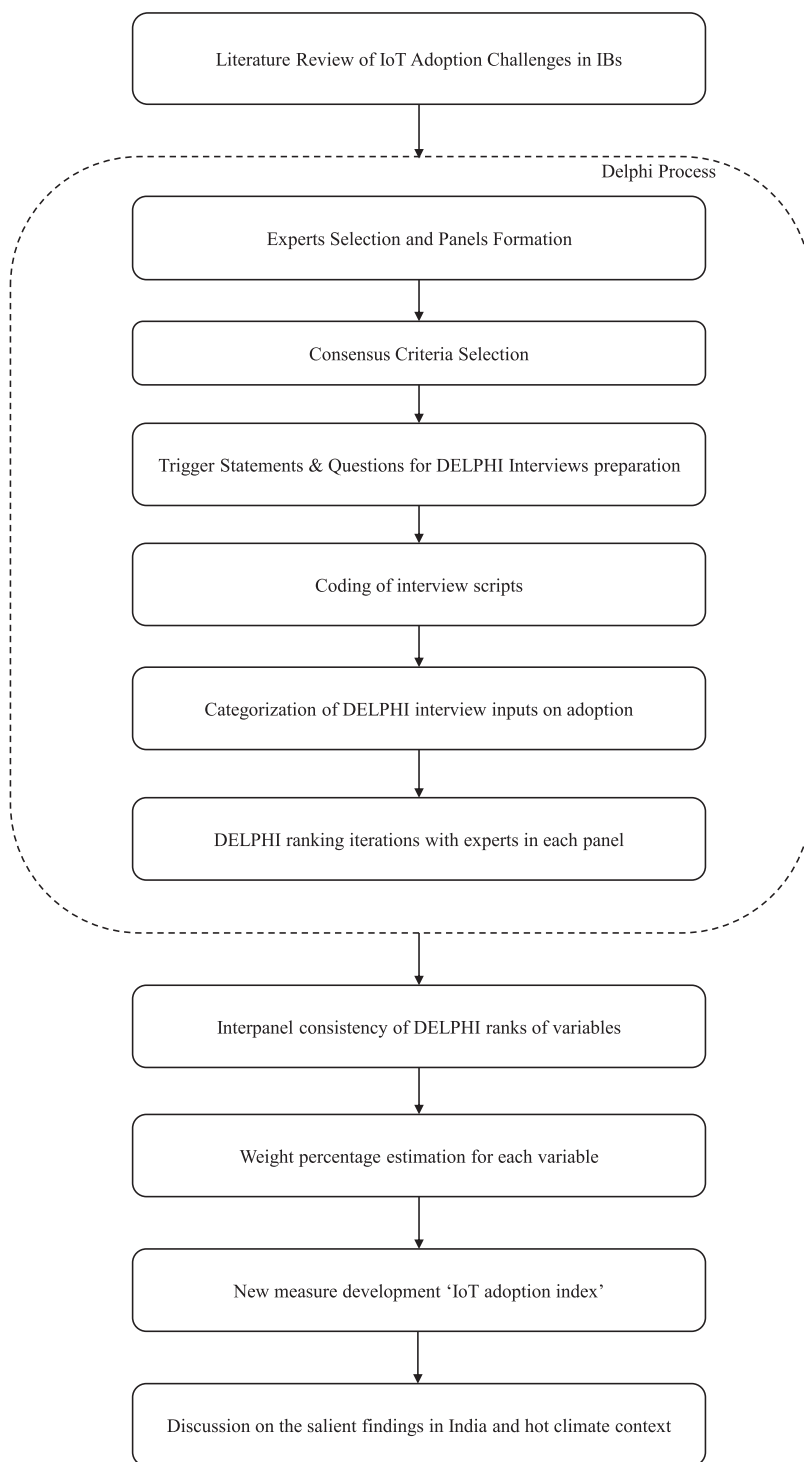 Literature Review of IoT Adoption Challenges in IBs
Delphi Process
Experts Selection and Panels Formation
Consensus Criteria Selection
Trigger Statements & Questions for DELPHI Interviews preparation
Coding of interview scripts
Categorization of DELPHI interview inputs on adoption
DELPHI ranking iterations with experts in each panel
Interpanel consistency of DELPHI ranks of variables
Weight percentage estimation for each variable
New measure development ‘IoT adoption index’
Discussion on the salient findings in India and hot climate context